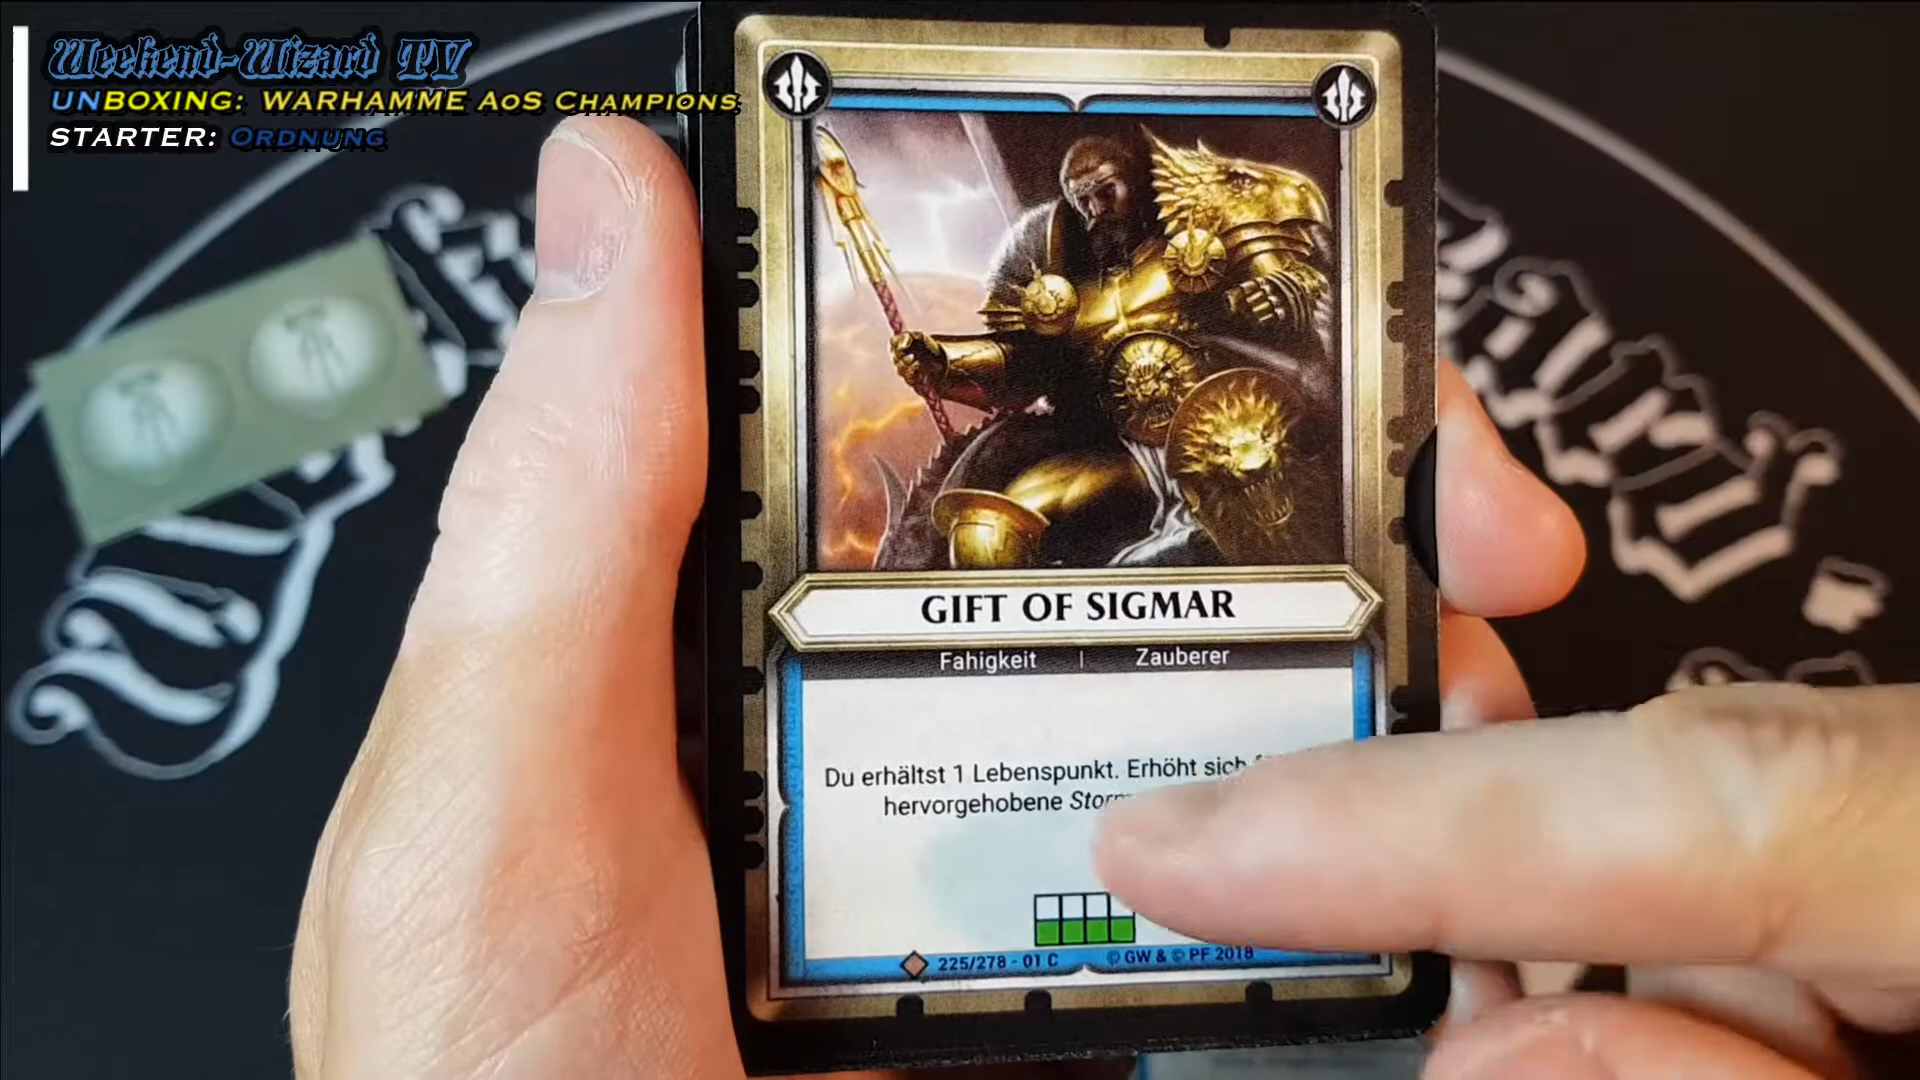 Weekend-Wizard TV
UNBOXING: WARHAMME AoS CHAMPIONS
STARTER: ORDNUNG
GIFT OF SIGMAR
Fahigkeit | Zauberer
Du erhältst 1 Lebenspunkt. Erhöht sich
hervorgehobene
225/278 - 01 C © GW & © PF 2018